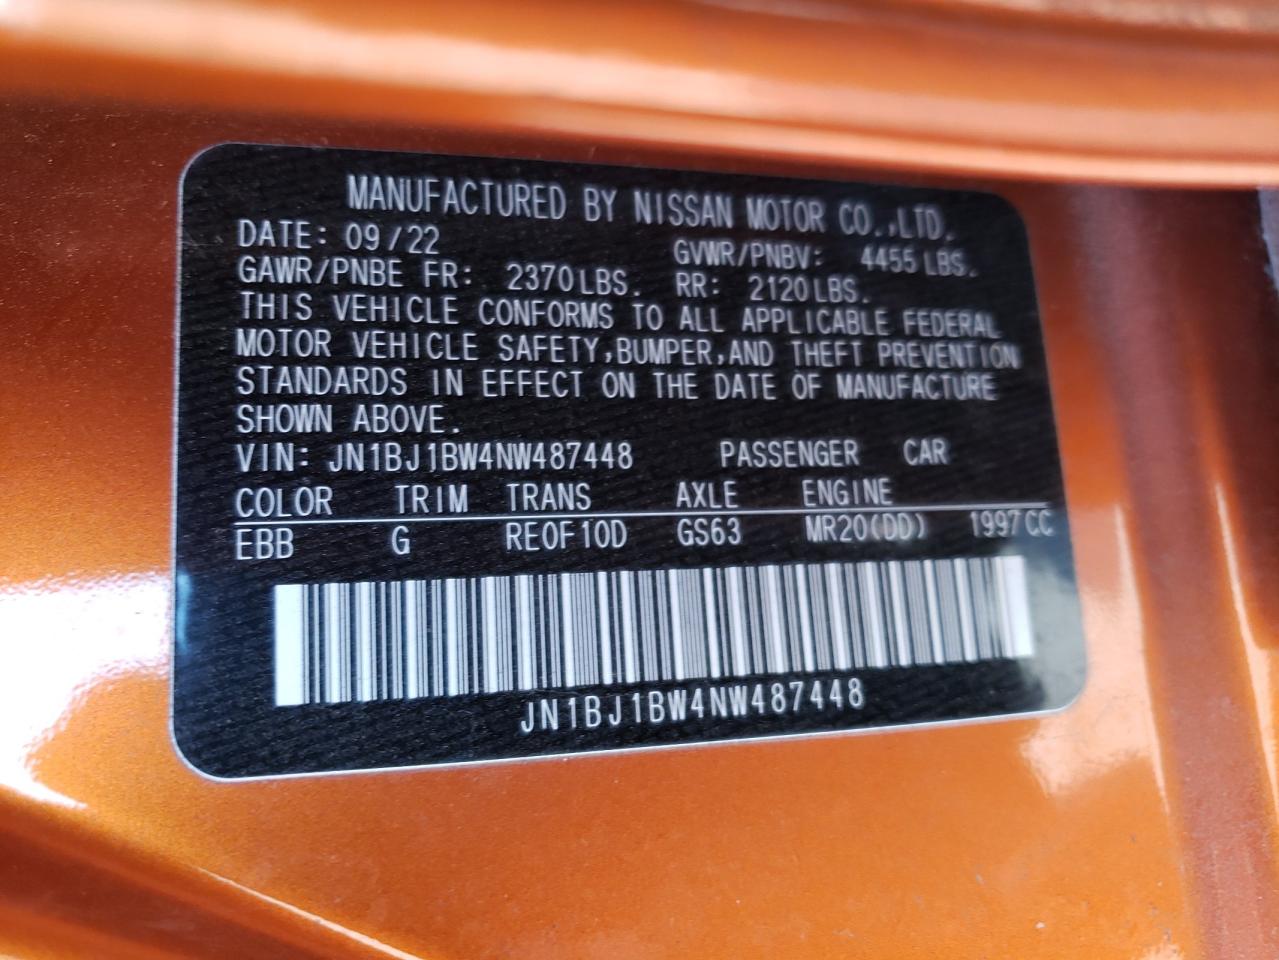 MANUFACTURED BY NISSAN MOTOR CO.,LTD.
DATE: 09/22 GVWR/PNBV: 4455 LBS.
GAWR/PNBE FR: 2370 LBS. RR: 2120 LBS.
THIS VEHICLE CONFORMS TO ALL APPLICABLE FEDERAL
MOTOR VEHICLE SAFETY,BUMPER,AND THEFT PREVENTION
STANDARDS IN EFFECT ON THE DATE OF MANUFACTURE
SHOWN ABOVE.
VIN: JN1BJ1BW4NW487448 PASSENGER CAR
COLOR TRIM TRANS AXLE ENGINE
EBB G RE0F10D GS63 MR20(DD) 1997CC
JN1BJ1BW4NW487448